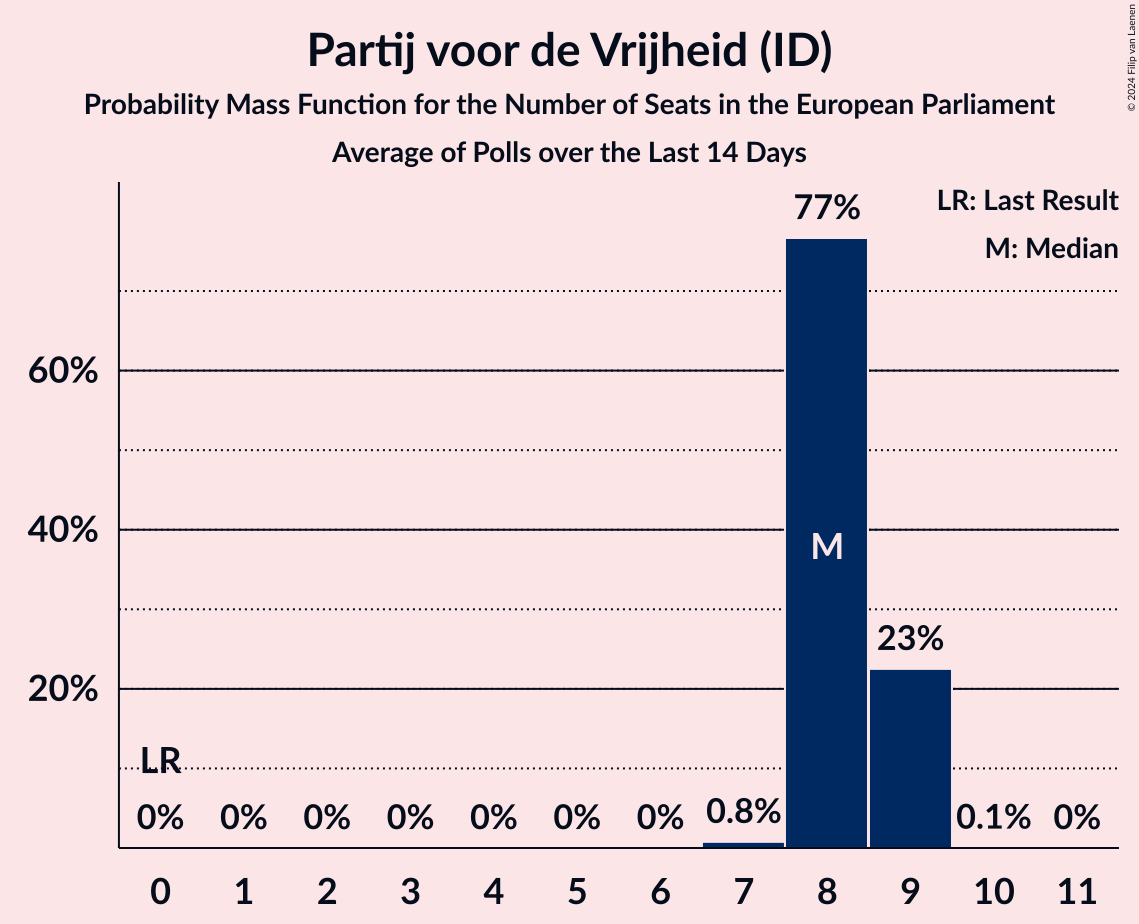 Partij voor de Vrijheid (ID)
Probability Mass Function for the Number of Seats in the European Parliament
Average of Polls over the Last 14 Days
© 2024 Filip van Laenen
LR: Last Result
M: Median
77%
60%
40%
M
23%
20%
LR
0% 0% 0% 0% 0% 0% 0% 0.8% 0.1% 0%
0 1 2 3 4 5 6 7 8 9 10 11